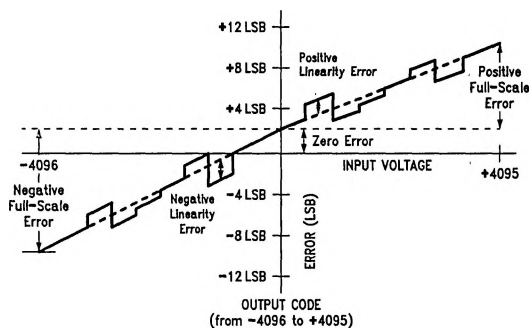 +12 LSB
+8 LSB
+4 LSB
Positive
Linearity Error
Positive
Full-Scale
Error
Zero Error
-4096
INPUT VOLTAGE
+4095
Negative
Full-Scale
Error
Negative
Linearity
Error
-4 LSB
-8 LSB
-12 LSB
ERROR (LSB)
OUTPUT CODE
(from -4096 to +4095)